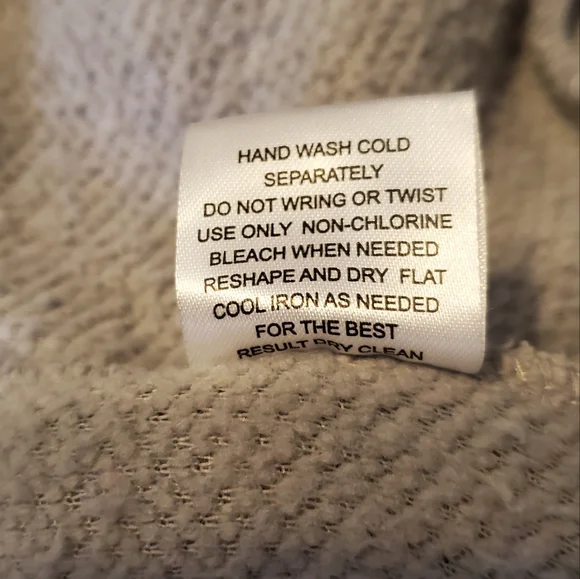 HAND WASH COLD
SEPARATELY
DO NOT WRING OR TWIST
USE ONLY NON-CHLORINE
BLEACH WHEN NEEDED
RESHAPE AND DRY FLAT
COOL IRON AS NEEDED
FOR THE BEST
RESULT DRY CLEAN